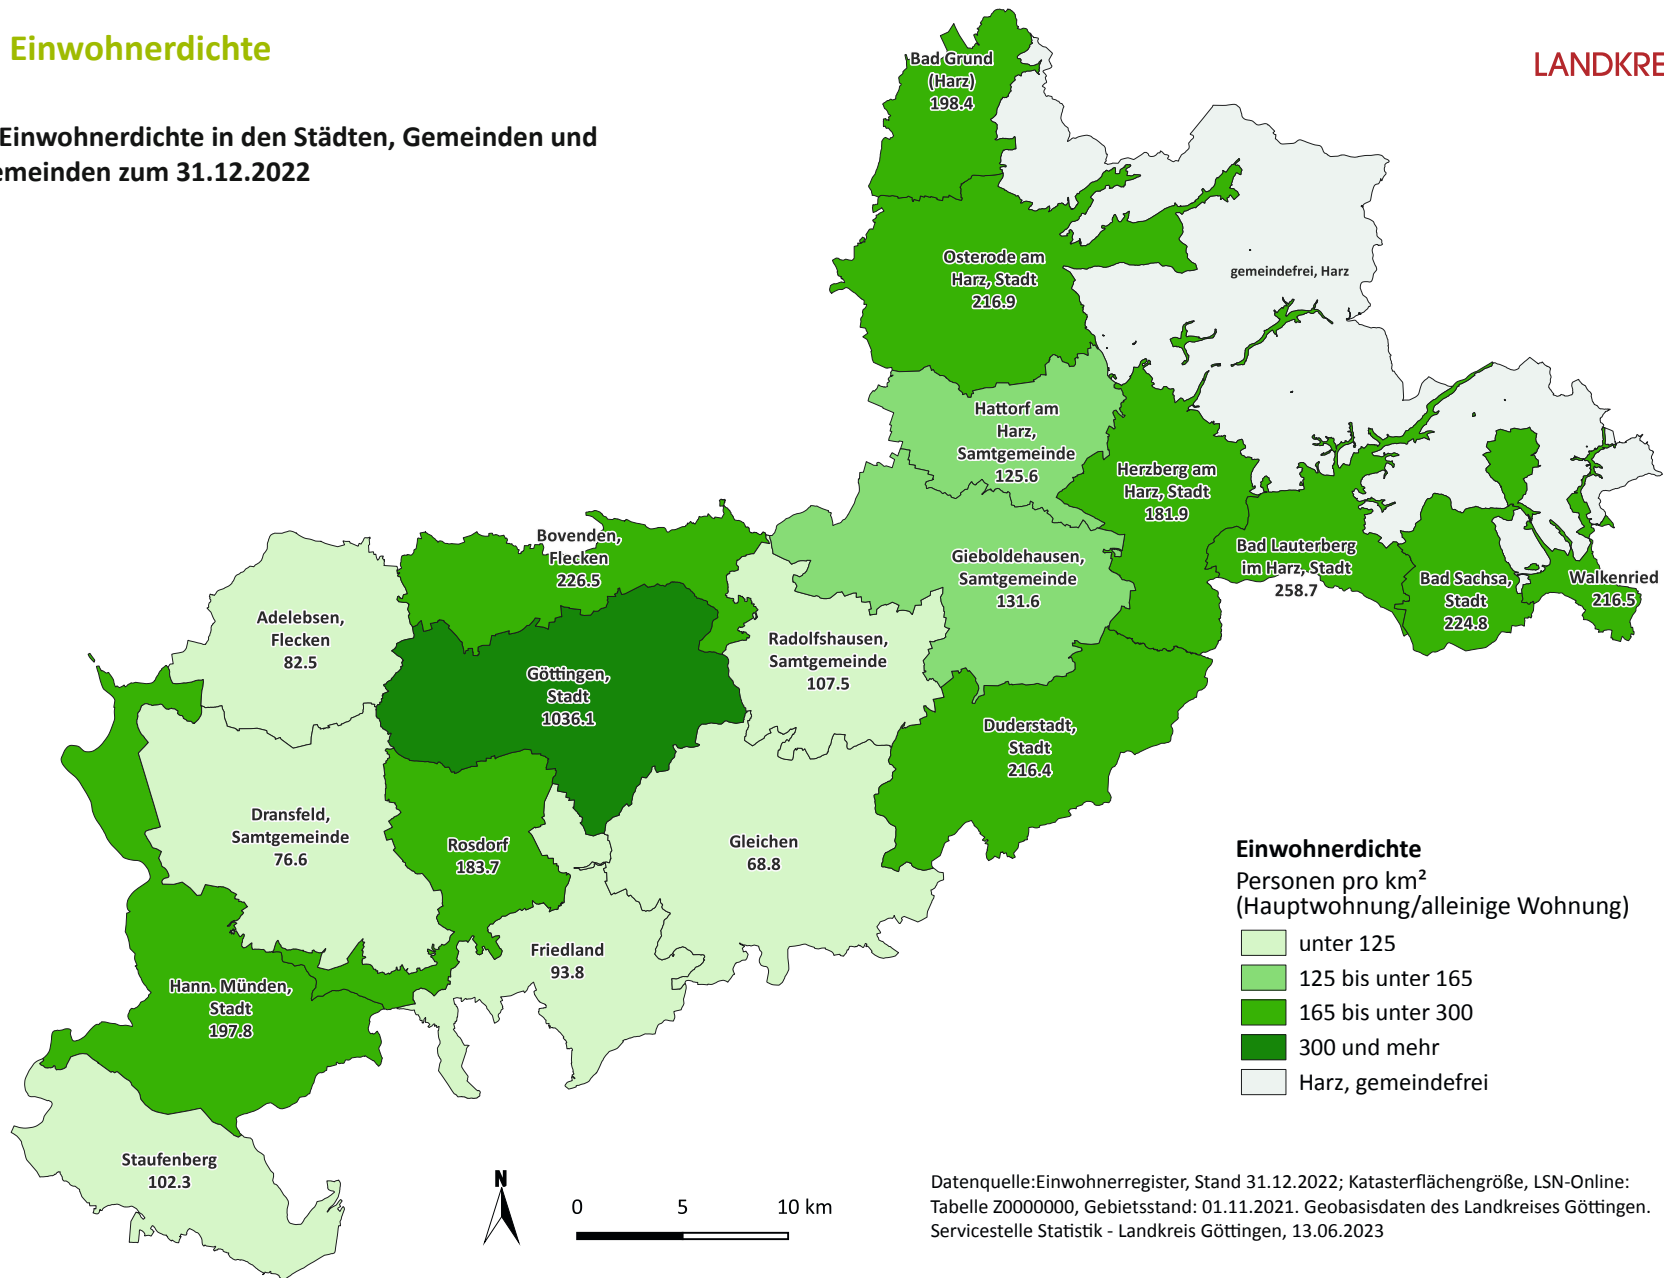 Einwohnerdichte
LANDKRE
Einwohnerdichte in den Städten, Gemeinden und
emeinden zum 31.12.2022
Bad Grund
(Harz)
198.4
Osterode am
Harz, Stadt
216.9
gemeindefrei, Harz
Hattorf am
Harz,
Samtgemeinde
125.6
Herzberg am
Harz, Stadt
181.9
Bovenden,
Flecken
226.5
Gieboldehausen,
Samtgemeinde
131.6
Bad Lauterberg
im Harz, Stadt
258.7
Bad Sachsa,
Stadt
224.8
Walkenried
216.5
Adelebsen,
Flecken
82.5
Göttingen,
Stadt
1036.1
Radolfshausen,
Samtgemeinde
107.5
Duderstadt,
Stadt
216.4
Dransfeld,
Samtgemeinde
76.6
Rosdorf
183.7
Gleichen
68.8
Friedland
93.8
Hann. Münden,
Stadt
197.8
Staufenberg
102.3
Einwohnerdichte
Personen pro km²
(Hauptwohnung/alleinige Wohnung)
unter 125
125 bis unter 165
165 bis unter 300
300 und mehr
Harz, gemeindefrei
N
0 5 10 km
Datenquelle:Einwohnerregister, Stand 31.12.2022; Katasterflächengröße, LSN-Online:
Tabelle Z0000000, Gebietsstand: 01.11.2021. Geobasisdaten des Landkreises Göttingen.
Servicestelle Statistik - Landkreis Göttingen, 13.06.2023